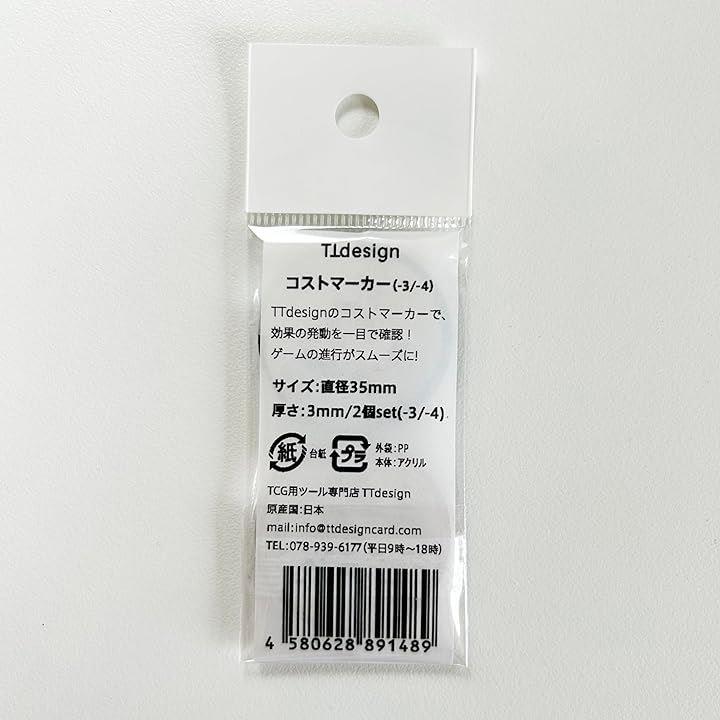 TTdesign
コストマーカー(-3/-4)
TTdesignのコストマーカーで、
効果の発動を一目で確認！
ゲームの進行がスムーズに!
サイズ:直径35mm
厚さ:3mm/2個set(-3/-4)
紙 台紙 プラ 外袋:PP
本体:アクリル
TCG用ツール専門店 TTdesign
原産国:日本
mail:info@ttdesigncard.com
TEL:078-939-6177(平日9時～18時)
4 580628 891489